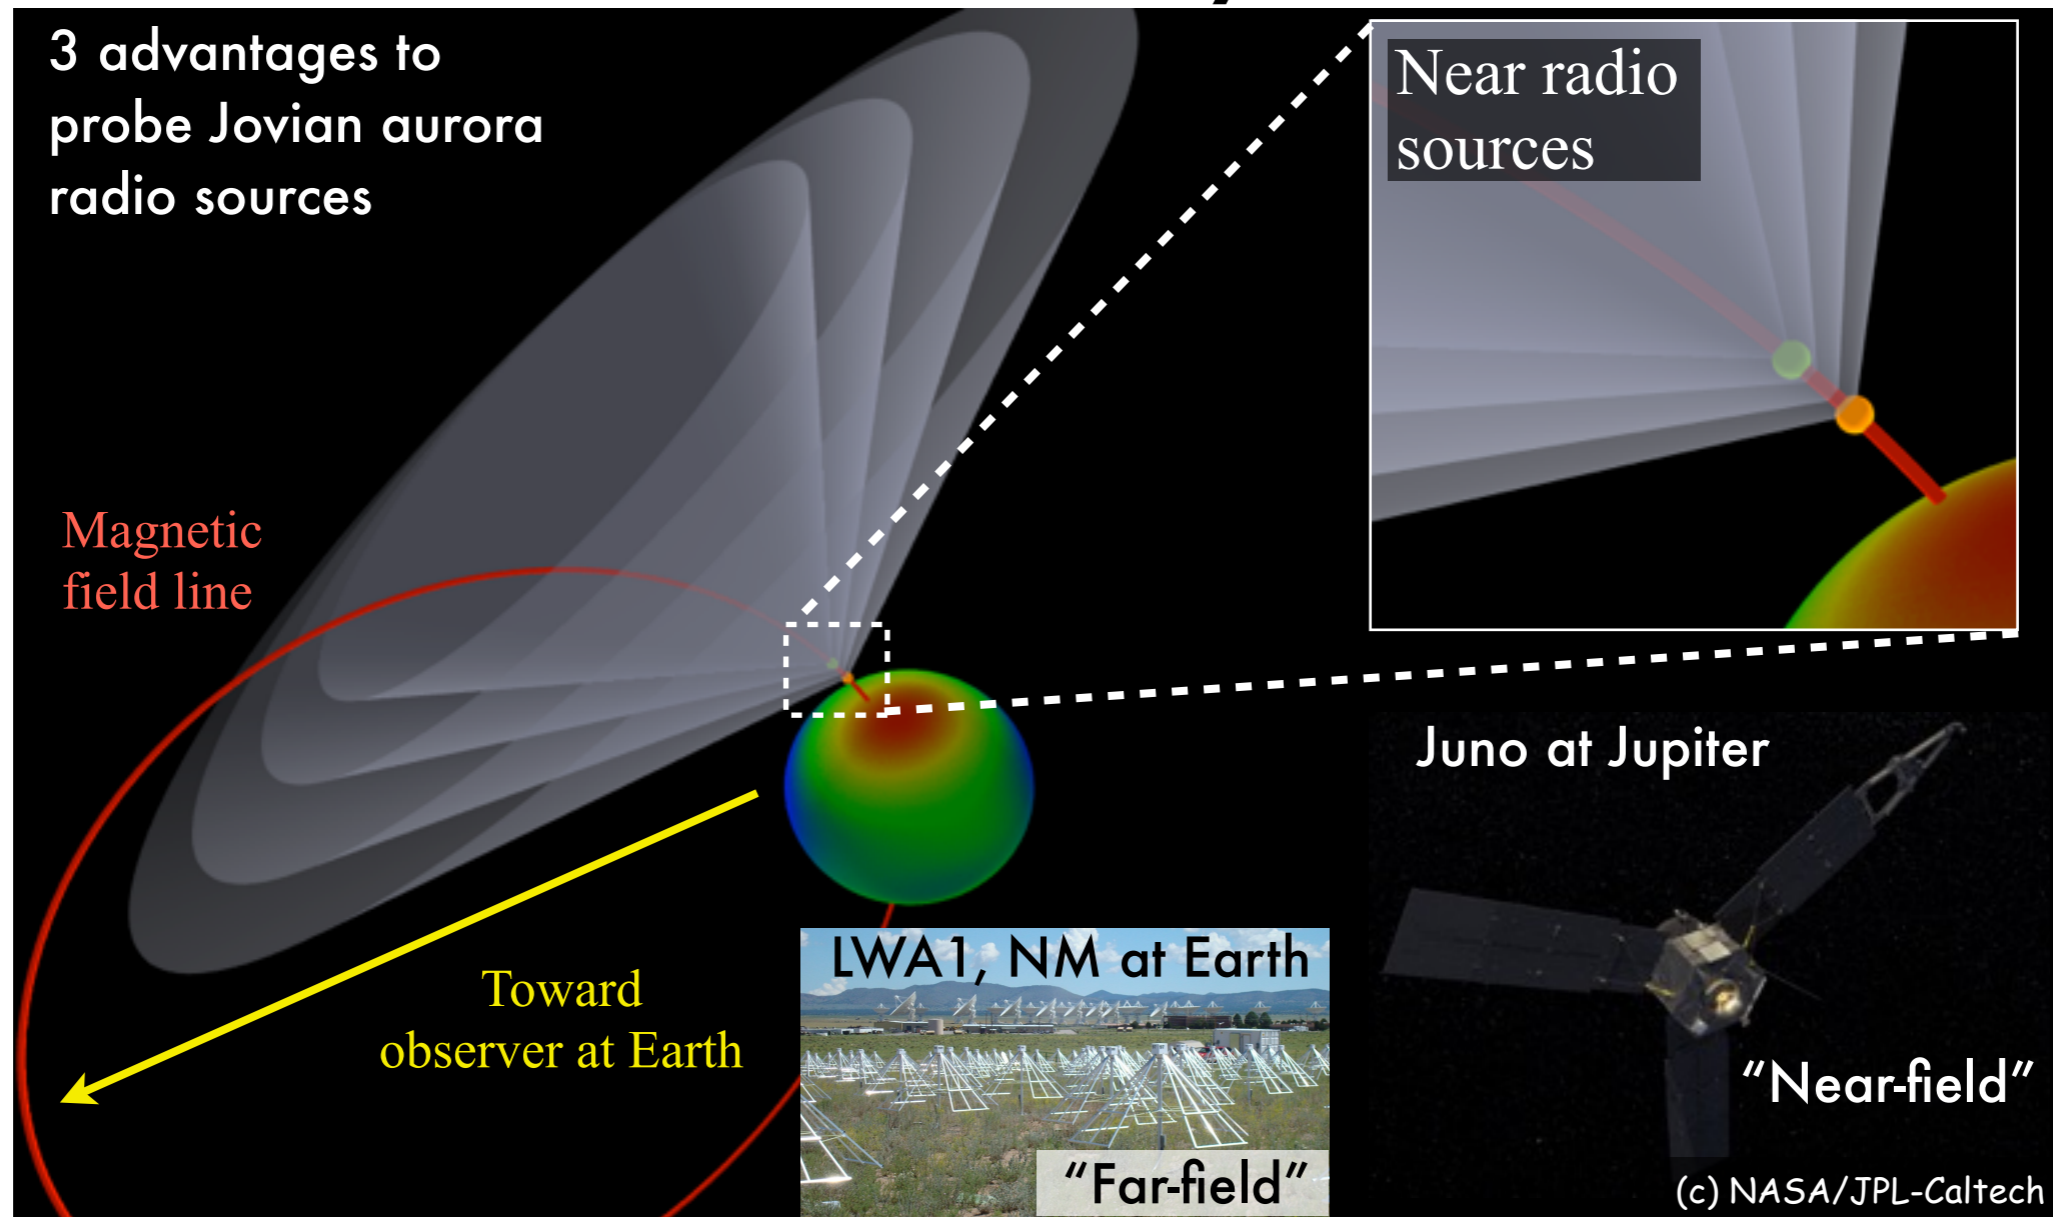 3 advantages to
probe Jovian aurora
radio sources
Near radio
sources
Magnetic
field line
Juno at Jupiter
Toward
observer at Earth
LWA1, NM at Earth
"Far-field"
"Near-field"
(c) NASA/JPL-Caltech